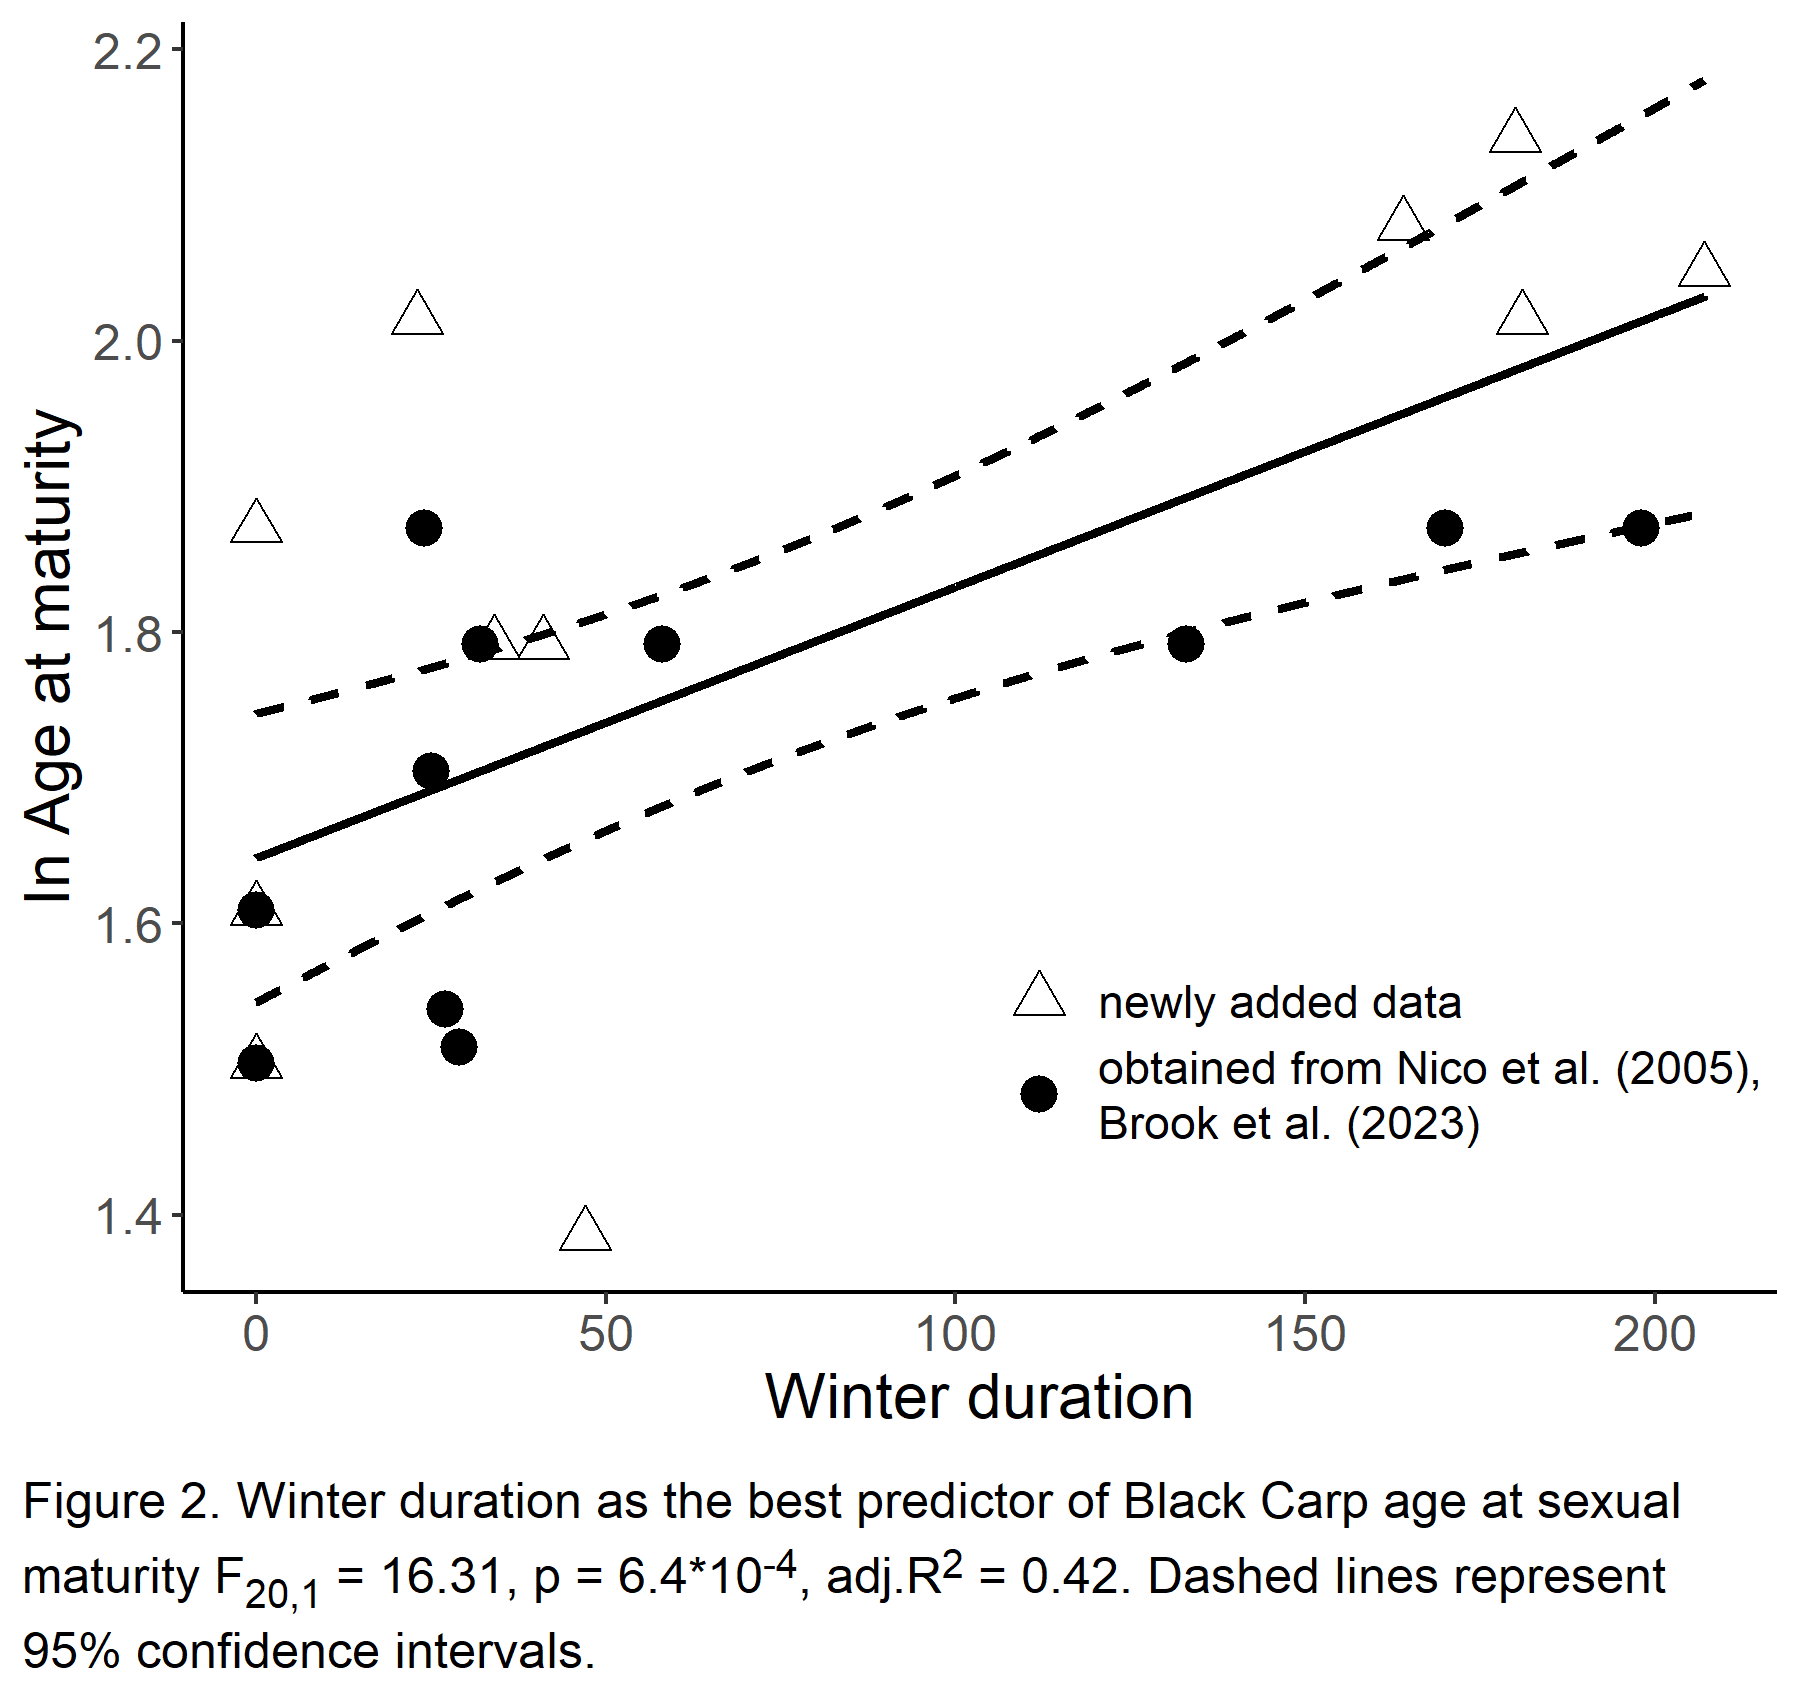 2.2
2.0
1.8
1.6
1.4
ln Age at maturity
newly added data
obtained from Nico et al. (2005),
Brook et al. (2023)
0 50 100 150 200
Winter duration
Figure 2. Winter duration as the best predictor of Black Carp age at sexual
maturity F20,1 = 16.31, p = 6.4*10-4, adj.R2 = 0.42. Dashed lines represent
95% confidence intervals.